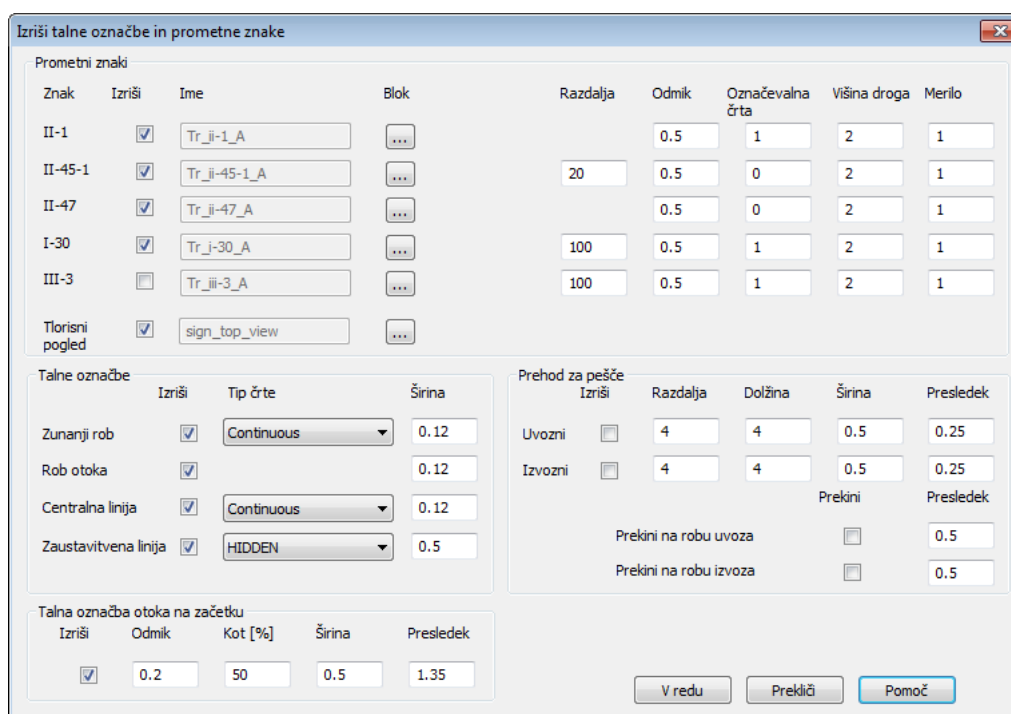 Izriši talne označbe in prometne znake
Prometni znaki
Znak Izriši Ime Blok Razdalja Odmik Označevalna črta Višina droga Merilo
II-1 Tr_ii-1_A ... 0.5 1 2 1
II-45-1 Tr_ii-45-1_A ... 20 0.5 0 2 1
II-47 Tr_ii-47_A ... 0.5 0 2 1
I-30 Tr_i-30_A ... 100 0.5 1 2 1
III-3 Tr_iii-3_A ... 100 0.5 1 2 1
Tlorisni pogled sign_top_view ...
Talne označbe
Izriši Tip črte Širina
Zunanji rob Continuous 0.12
Rob otoka 0.12
Centralna linija Continuous 0.12
Zaustavitvena linija HIDDEN 0.5
Prehod za pešče
Izriši Razdalja Dolžina Širina Presledek
Uvozni 4 4 0.5 0.25
Izvozni 4 4 0.5 0.25
Prekini Presledek
Prekini na robu uvoza 0.5
Prekini na robu izvoza 0.5
Talna označba otoka na začetku
Izriši Odmik Kot [%] Širina Presledek
0.2 50 0.5 1.35
V redu Prekliči Pomoč